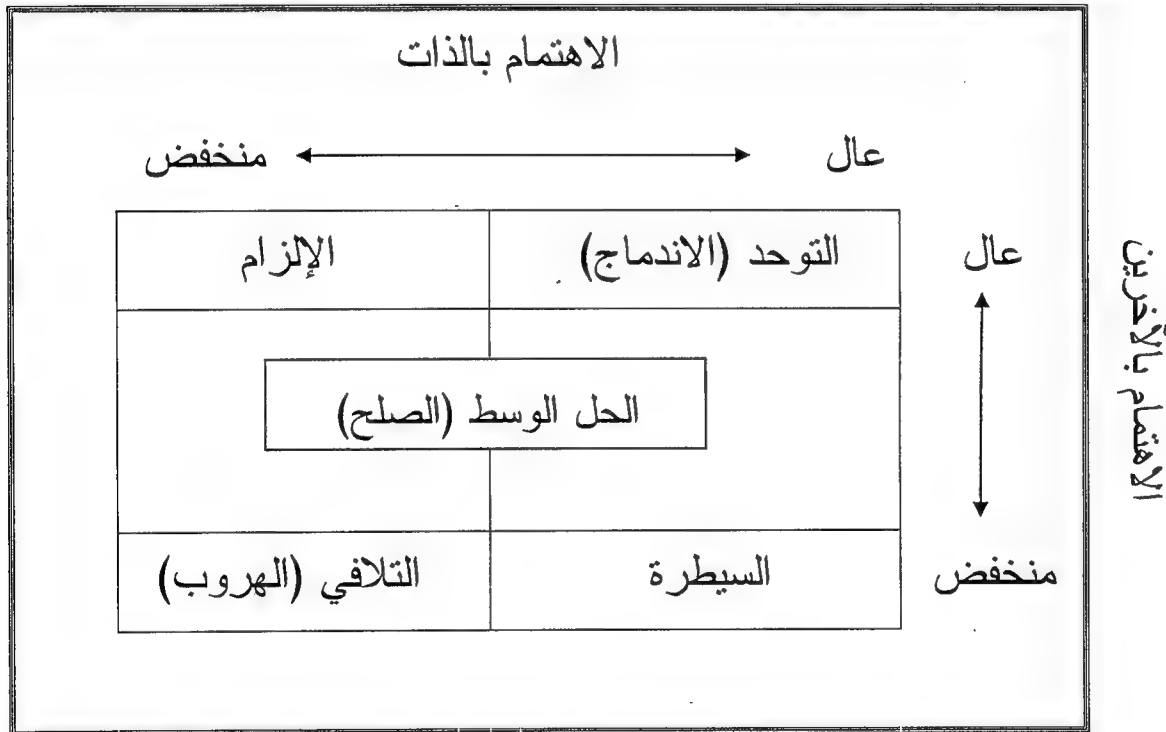 الاهتمام بالذات
عال منخفض
التوحد (الاندماج) الإلزام
عال
الاهتمام بالآخرين
الحل الوسط (الصلح)
منخفض
السيطرة التلافي (الهروب)